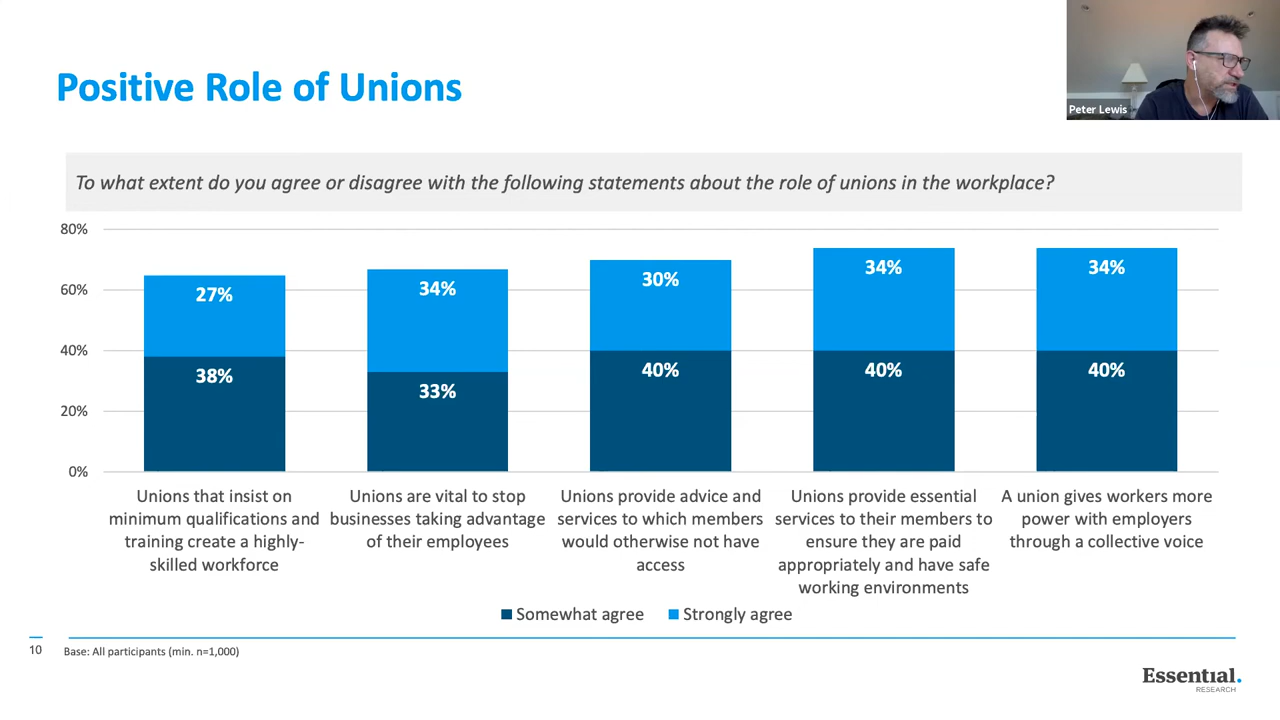 Positive Role of Unions
Peter Lewis
To what extent do you agree or disagree with the following statements about the role of unions in the workplace?
80%
60%
40%
20%
0%
27%
38%
34%
33%
30%
40%
34%
40%
34%
40%
Unions that insist on
minimum qualifications and
training create a highly-
skilled workforce
Unions are vital to stop
businesses taking advantage
of their employees
Unions provide advice and
services to which members
would otherwise not have
access
Unions provide essential
services to their members to
ensure they are paid
appropriately and have safe
working environments
A union gives workers more
power with employers
through a collective voice
Somewhat agree Strongly agree
10 Base: All participants (min. n=1,000)
Essential.
RESEARCH